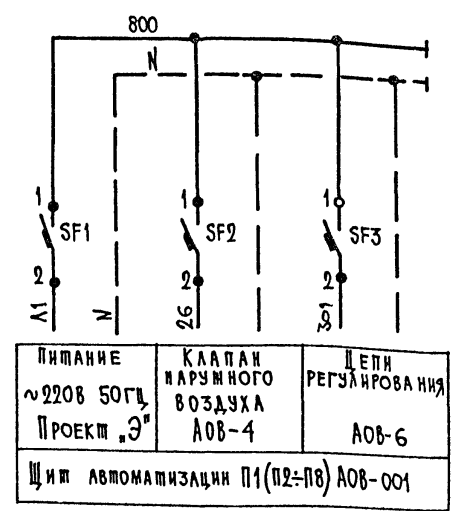 800
N
1
SF1
2
Л1
N
1
SF2
2
26
1
SF3
2
301
Питание
~220В 50Гц
Проект „Э"
Клапан
наружного
воздуха
АОВ-4
Цепи
регулирования
АОВ-6
Щит автоматизации П1(П2÷П8) АОВ-001